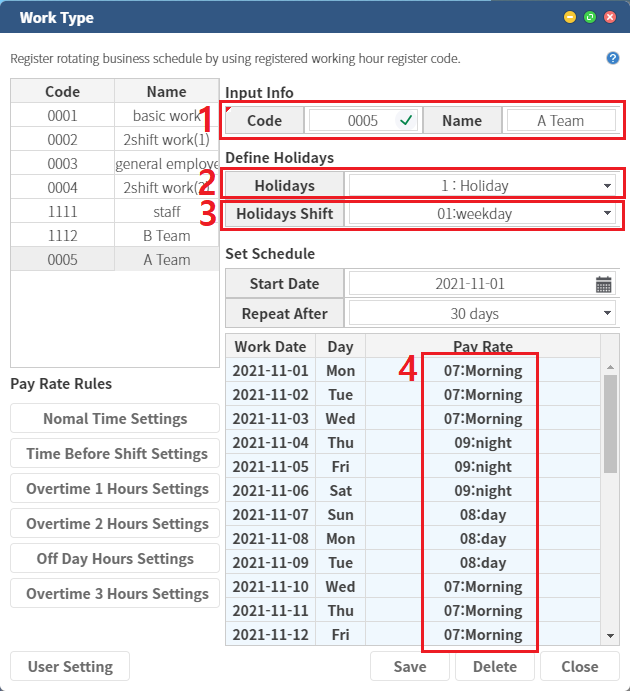 Work Type
Register rotating business schedule by using registered working hour register code.
?
Code Name
0001 basic work
0002 2shift work(1)
0003 general employe
0004 2shift work(2)
1111 staff
1112 B Team
0005 A Team
Pay Rate Rules
Nomal Time Settings
Time Before Shift Settings
Overtime 1 Hours Settings
Overtime 2 Hours Settings
Off Day Hours Settings
Overtime 3 Hours Settings
User Setting
Input Info
1 Code 0005 Name A Team
Define Holidays
2 Holidays 1 : Holiday
3 Holidays Shift 01:weekday
Set Schedule
Start Date 2021-11-01
Repeat After 30 days
Work Date Day Pay Rate
4
2021-11-01 Mon 07:Morning
2021-11-02 Tue 07:Morning
2021-11-03 Wed 07:Morning
2021-11-04 Thu 09:night
2021-11-05 Fri 09:night
2021-11-06 Sat 09:night
2021-11-07 Sun 08:day
2021-11-08 Mon 08:day
2021-11-09 Tue 08:day
2021-11-10 Wed 07:Morning
2021-11-11 Thu 07:Morning
2021-11-12 Fri 07:Morning
Save Delete Close